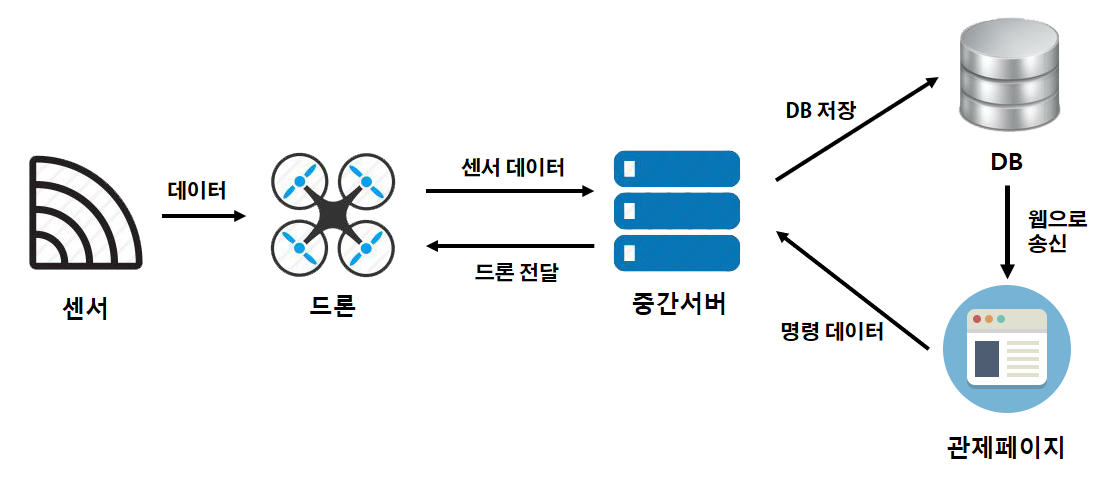 데이터
센서
드론
센서 데이터
드론 전달
중간서버
DB 저장
DB
웹으로
송신
명령 데이터
관제페이지